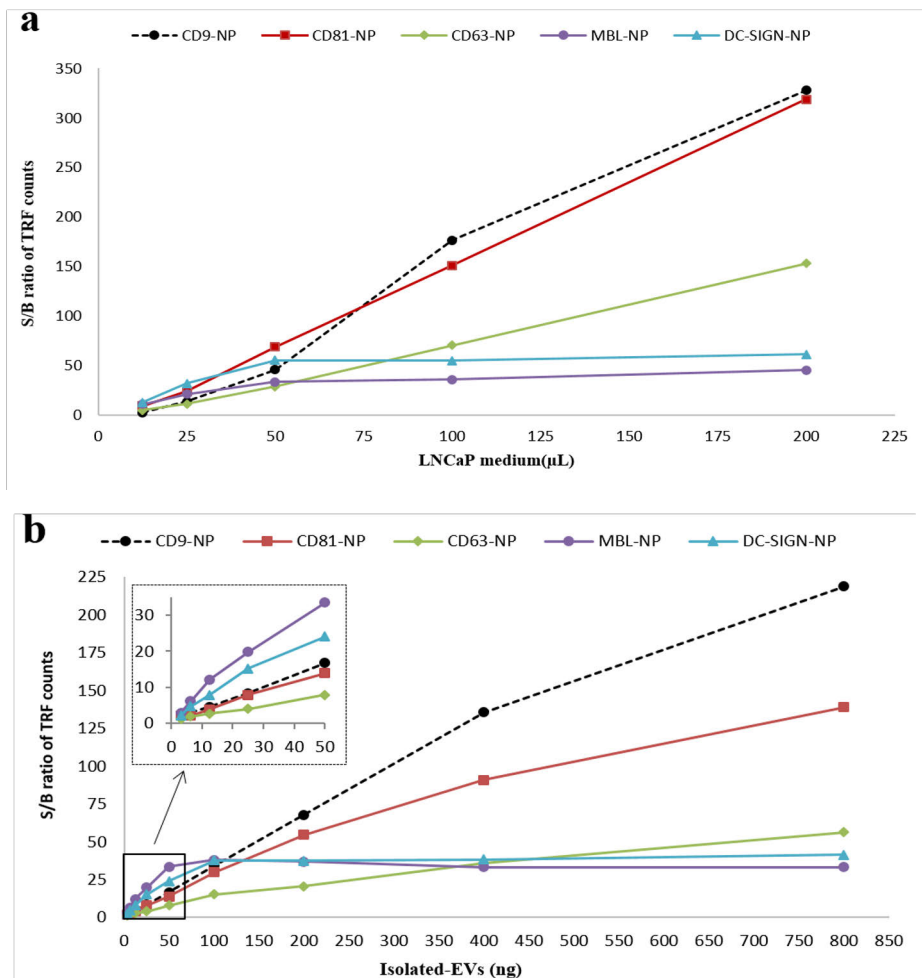 a
CD9-NP CD81-NP CD63-NP MBL-NP DC-SIGN-NP
350
300
250
200
150
100
50
0
S/B ratio of TRF counts
0 25 50 75 100 125 150 175 200 225
LNCaP medium(µL)
b
CD9-NP CD81-NP CD63-NP MBL-NP DC-SIGN-NP
225
200
175
150
125
100
75
50
25
0
S/B ratio of TRF counts
30
20
10
0
0 10 20 30 40 50
0 50 100 150 200 250 300 350 400 450 500 550 600 650 700 750 800 850
Isolated-EVs (ng)